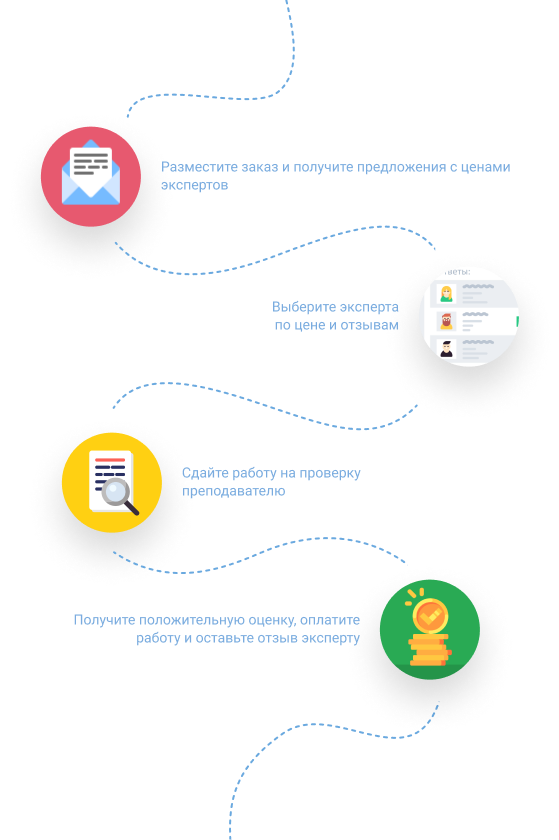 Разместите заказ и получите предложения с ценами
экспертов
Выберите эксперта
по цене и отзывам
Сдайте работу на проверку
преподавателю
Получите положительную оценку, оплатите
работу и оставьте отзыв эксперту